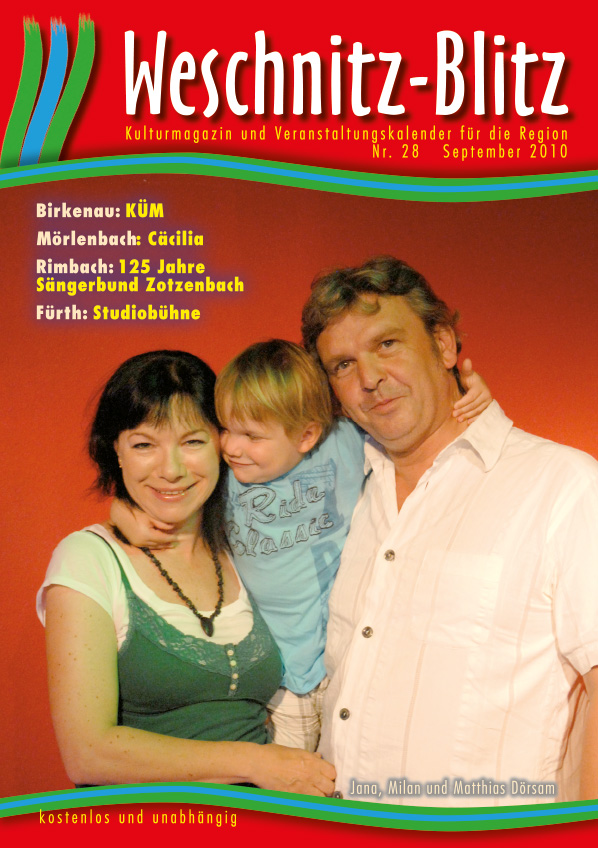 Weschnitz-Blitz
Kulturmagazin und Veranstaltungskalender für die Region
Nr. 28 September 2010
Birkenau: KÜM
Mörlenbach: Cäcilia
Rimbach: 125 Jahre
Sängerbund Zotzenbach
Fürth: Studiobühne
Ride
Classic
Jana, Milan und Matthias Dörsam
kostenlos und unabhängig